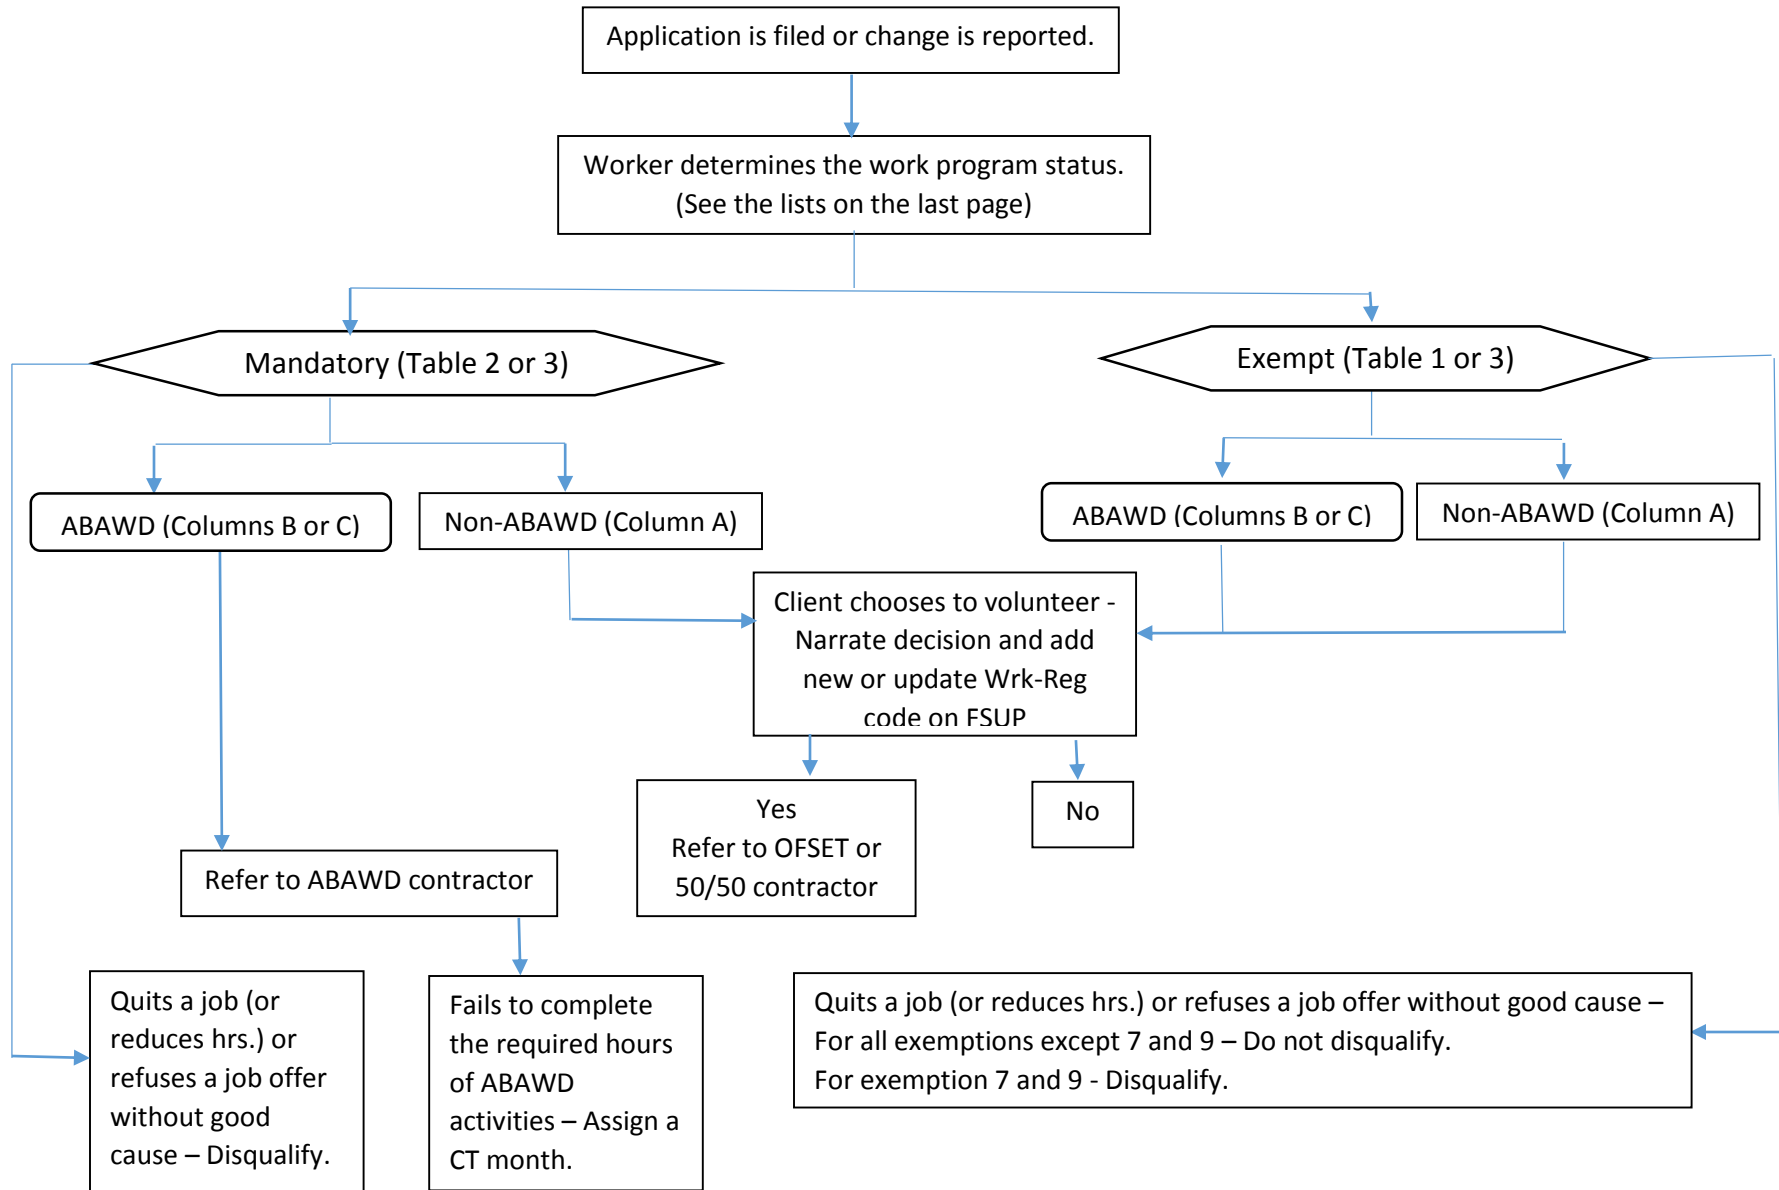 Application is filed or change is reported.
Worker determines the work program status.
(See the lists on the last page)
Mandatory (Table 2 or 3)
Exempt (Table 1 or 3)
ABAWD (Columns B or C)
Non-ABAWD (Column A)
ABAWD (Columns B or C)
Non-ABAWD (Column A)
Client chooses to volunteer -
Narrate decision and add
new or update Wrk-Reg
code on FSUP
Yes
Refer to OFSET or
50/50 contractor
No
Refer to ABAWD contractor
Quits a job (or
reduces hrs.) or
refuses a job offer
without good
cause – Disqualify.
Fails to complete
the required hours
of ABAWD
activities – Assign a
CT month.
Quits a job (or reduces hrs.) or refuses a job offer without good cause –
For all exemptions except 7 and 9 – Do not disqualify.
For exemption 7 and 9 - Disqualify.